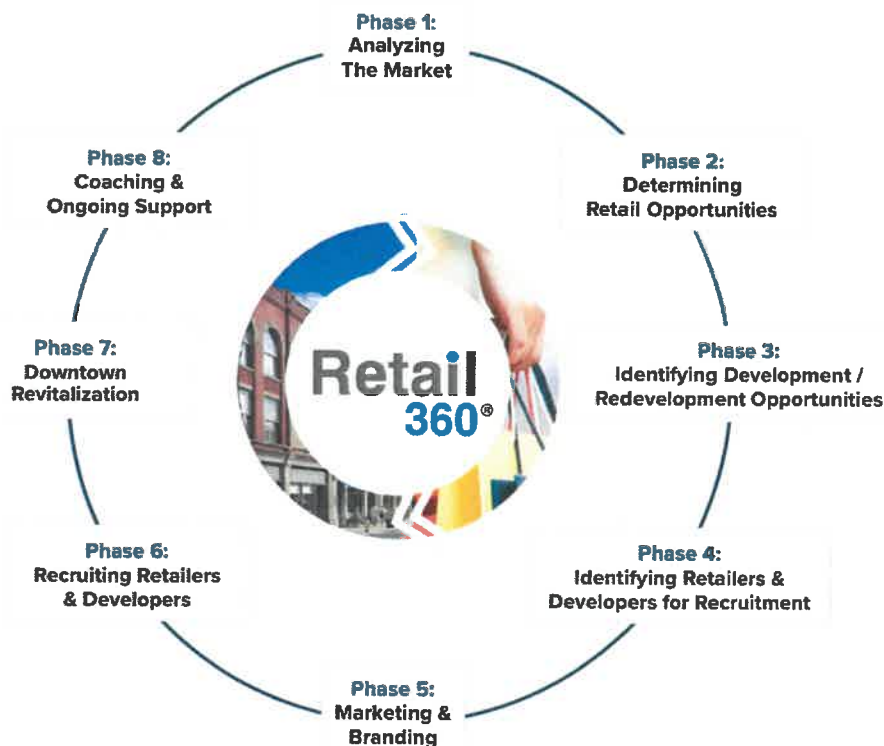 Phase 1:
Analyzing
The Market
Phase 2:
Determining
Retail Opportunities
Phase 3:
Identifying Development /
Redevelopment Opportunities
Phase 4:
Identifying Retailers &
Developers for Recruitment
Phase 5:
Marketing &
Branding
Phase 6:
Recruiting Retailers
& Developers
Phase 7:
Downtown
Revitalization
Phase 8:
Coaching &
Ongoing Support
Retail
360®